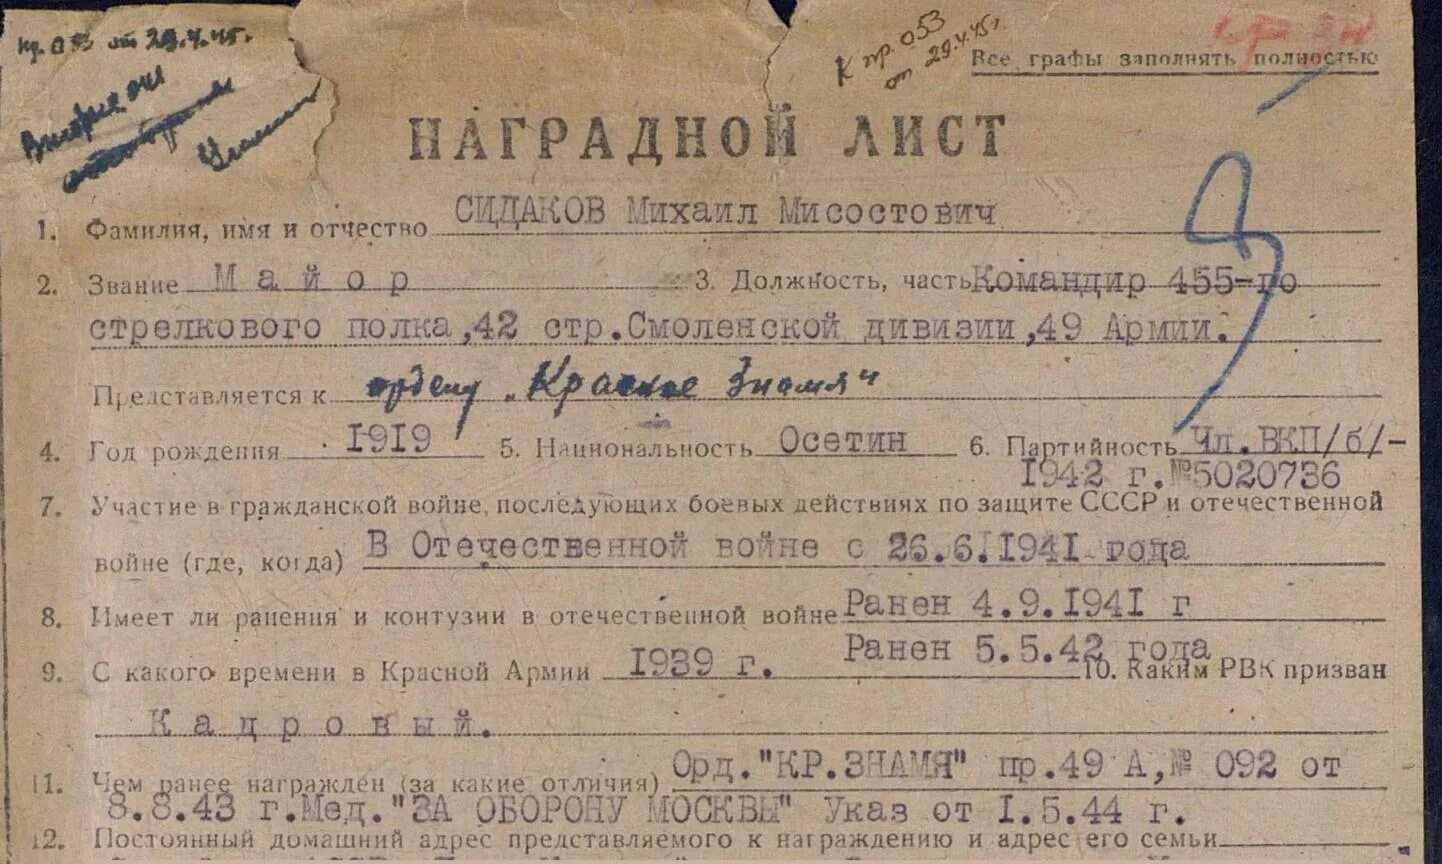 пр. 053 от 29.4.45г.
К пр. 053
от 29.4.45г.
Все графы заполнять полностью
НАГРАДНОЙ ЛИСТ
1. Фамилия, имя и отчество СИДАКОВ Михаил Мисостович
2. Звание Майор 3. Должность, часть Командир 455-го
стрелкового полка,42 стр.Смоленской дивизии,49 Армии.
Представляется к ордену „Красное Знамя"
4. Год рождения 1919 5. Национальность Осетин 6. Партийность Чл.ВКП/б/-
1942 г.№5020736
7. Участие в гражданской войне, последующих боевых действиях по защите СССР и отечественной
войне (где, когда) В Отечественной войне с 26.6.1941 года
8. Имеет ли ранения и контузии в отечественной войне Ранен 4.9.1941 г
Ранен 5.5.42 года
9. С какого времени в Красной Армии 1939 г. 10. Каким РВК призван
Кадровый.
11. Чем ранее награжден (за какие отличия) Орд."КР.ЗНАМЯ" пр.49 А,№ 092 от
8.8.43 г.Мед."ЗА ОБОРОНУ МОСКВЫ" Указ от 1.5.44 г.
12. Постоянный домашний адрес представляемого к награждению и адрес его семьи